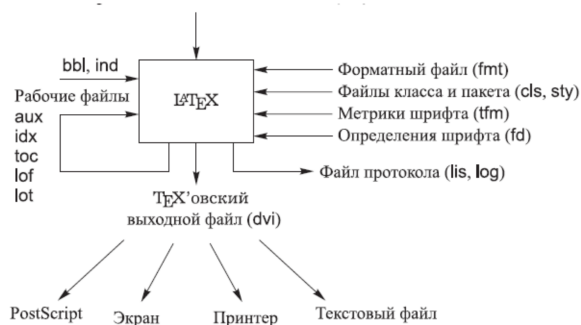 bbl, ind
Рабочие файлы
aux
idx
toc
lof
lot
LATEX
Форматный файл (fmt)
Файлы класса и пакета (cls, sty)
Метрики шрифта (tfm)
Определения шрифта (fd)
Файл протокола (lis, log)
TEX’овский
выходной файл (dvi)
PostScript
Экран
Принтер
Текстовый файл